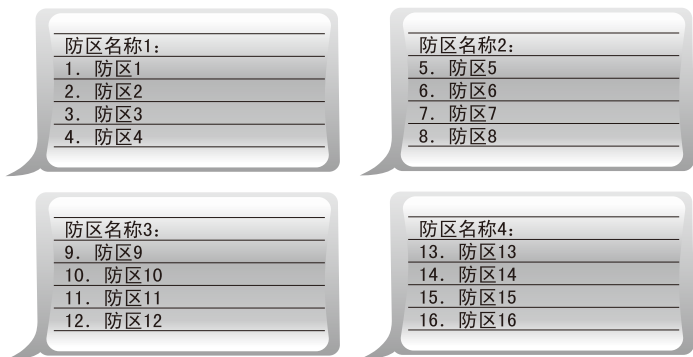 防区名称1:
1. 防区1
2. 防区2
3. 防区3
4. 防区4
防区名称2:
5. 防区5
6. 防区6
7. 防区7
8. 防区8
防区名称3:
9. 防区9
10. 防区10
11. 防区11
12. 防区12
防区名称4:
13. 防区13
14. 防区14
15. 防区15
16. 防区16